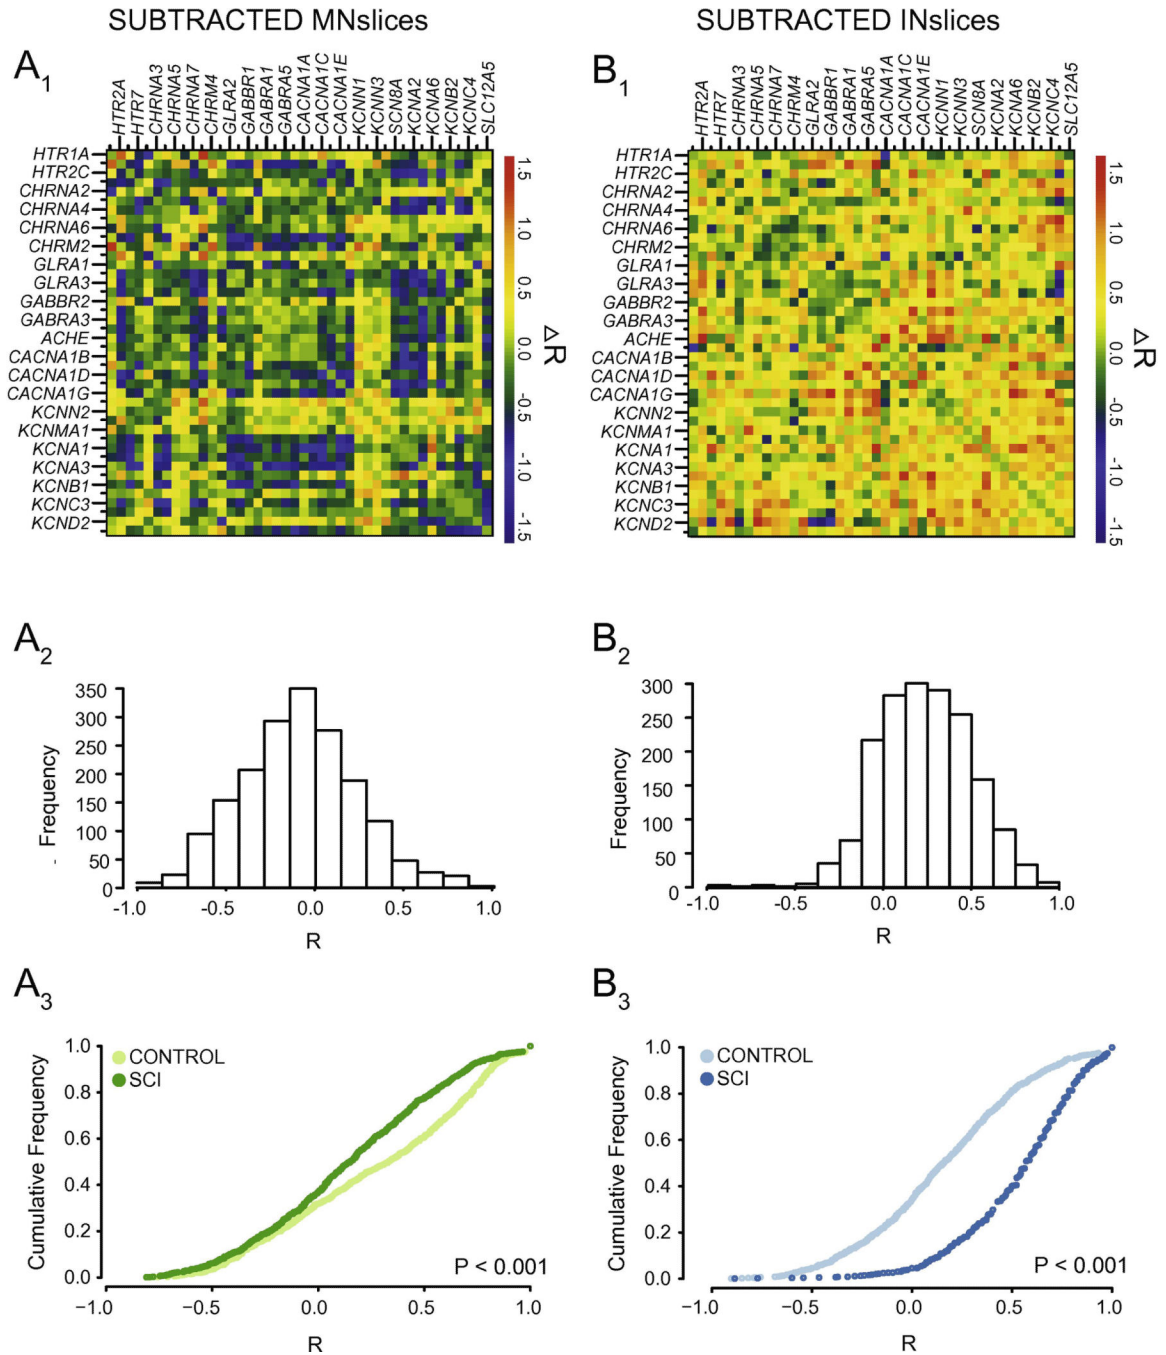 SUBTRACTED MNslices
SUBTRACTED INslices
A1
HTR2A
HTR7
CHRNA3
CHRNA5
CHRNA7
CHRM4
GLRA2
GABBR1
GABRA1
GABRA5
CACNA1A
CACNA1C
CACNA1E
KCNN1
KCNN3
SCN8A
KCNA2
KCNA6
KCNB2
KCNC4
SLC12A5
HTR1A
HTR2C
CHRNA2
CHRNA4
CHRNA6
CHRM2
GLRA1
GLRA3
GABBR2
GABRA3
ACHE
CACNA1B
CACNA1D
CACNA1G
KCNN2
KCNMA1
KCNA1
KCNA3
KCNB1
KCNC3
KCND2
1.5
1.0
0.5
0.0
-0.5
-1.0
-1.5
△R
B1
HTR2A
HTR7
CHRNA3
CHRNA5
CHRNA7
CHRM4
GLRA2
GABBR1
GABRA1
GABRA5
CACNA1A
CACNA1C
CACNA1E
KCNN1
KCNN3
SCN8A
KCNA2
KCNA6
KCNB2
KCNC4
SLC12A5
HTR1A
HTR2C
CHRNA2
CHRNA4
CHRNA6
CHRM2
GLRA1
GLRA3
GABBR2
GABRA3
ACHE
CACNA1B
CACNA1D
CACNA1G
KCNN2
KCNMA1
KCNA1
KCNA3
KCNB1
KCNC3
KCND2
1.5
1.0
0.5
0.0
-0.5
-1.0
-1.5
△R
A2
Frequency
350
300
250
200
150
100
50
0
-1.0 -0.5 0.0 0.5 1.0
R
B2
Frequency
300
250
200
150
100
50
0
-1.0 -0.5 0.0 0.5 1.0
R
A3
Cumulative Frequency
1.0
0.8
0.6
0.4
0.2
0.0
CONTROL
SCI
P < 0.001
−1.0 −0.5 0.0 0.5 1.0
R
B3
Cumulative Frequency
1.0
0.8
0.6
0.4
0.2
0.0
CONTROL
SCI
P < 0.001
−1.0 −0.5 0.0 0.5 1.0
R